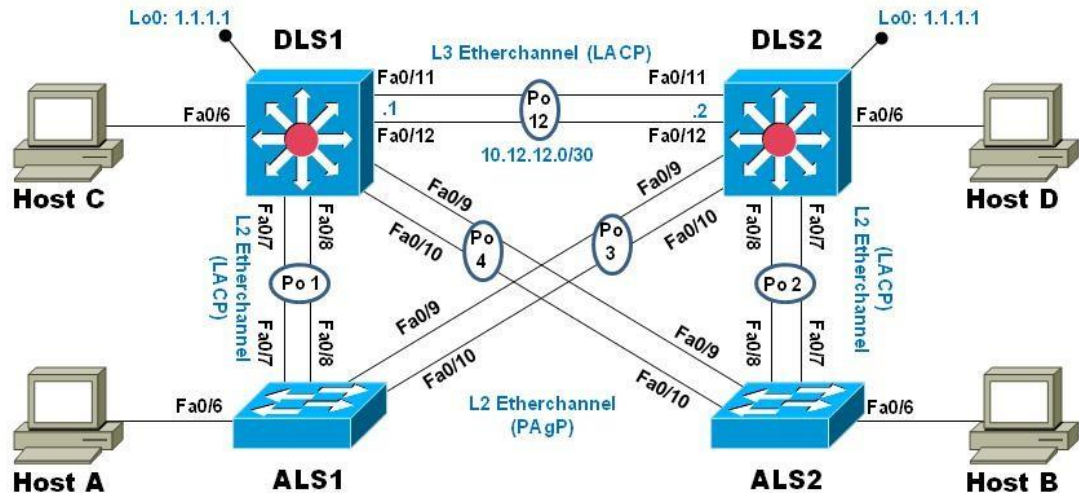 Lo0: 1.1.1.1
Lo0: 1.1.1.1
DLS1
DLS2
L3 Etherchannel (LACP)
Fa0/11
Fa0/11
Fa0/6
.1
Po
12
.2
Fa0/6
Fa0/12
Fa0/12
10.12.12.0/30
Host C
Host D
Fa0/9
Fa0/9
Fa0/7
Fa0/8
Fa0/10
Po
4
Po
3
Fa0/10
Fa0/8
Fa0/7
L2 Etherchannel
(LACP)
Po 1
Po 2
L2 Etherchannel
(LACP)
Fa0/7
Fa0/8
Fa0/9
Fa0/10
Fa0/9
Fa0/10
Fa0/8
Fa0/7
L2 Etherchannel
(PAgP)
Fa0/6
Fa0/6
Host A
ALS1
ALS2
Host B